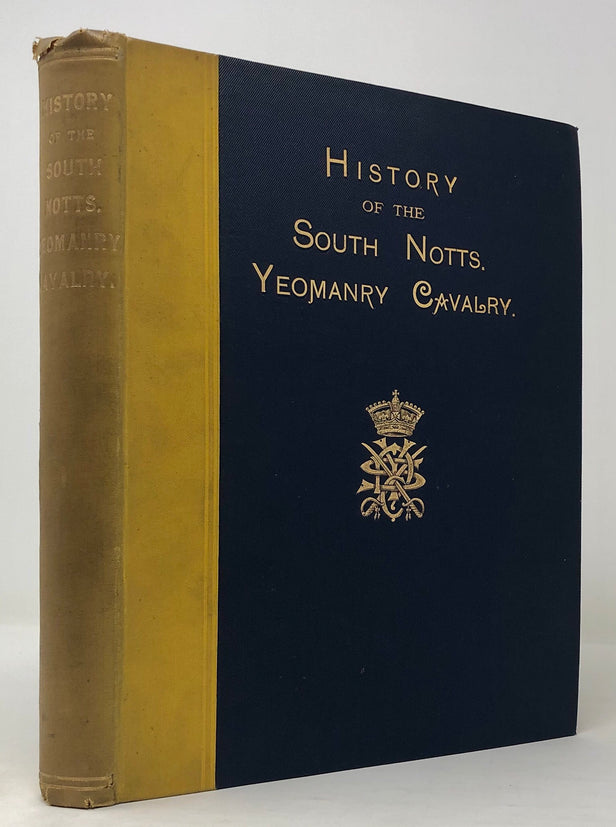 HISTORY
OF THE
SOUTH
NOTTS.
YEOMANRY
CAVALRY.
HISTORY
OF THE
SOUTH NOTTS.
YEOMANRY CAVALRY.